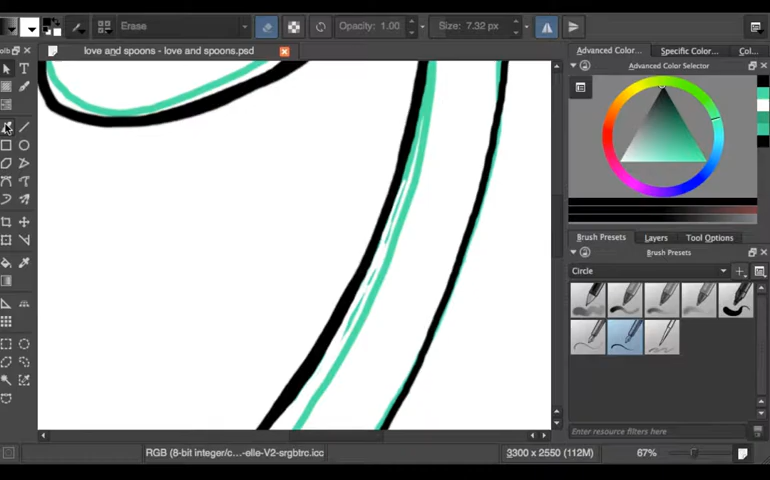 Erase
Opacity: 1.00
Size: 7.32 px
love and spoons - love and spoons.psd
Advanced Color...
Specific Color...
Col...
Advanced Color Selector
Brush Presets
Layers
Tool Options
Brush Presets
Circle
Enter resource filters here
RGB (8-bit integer/c...-elle-V2-srgbtrc.icc
3300 x 2550 (112M)
67%